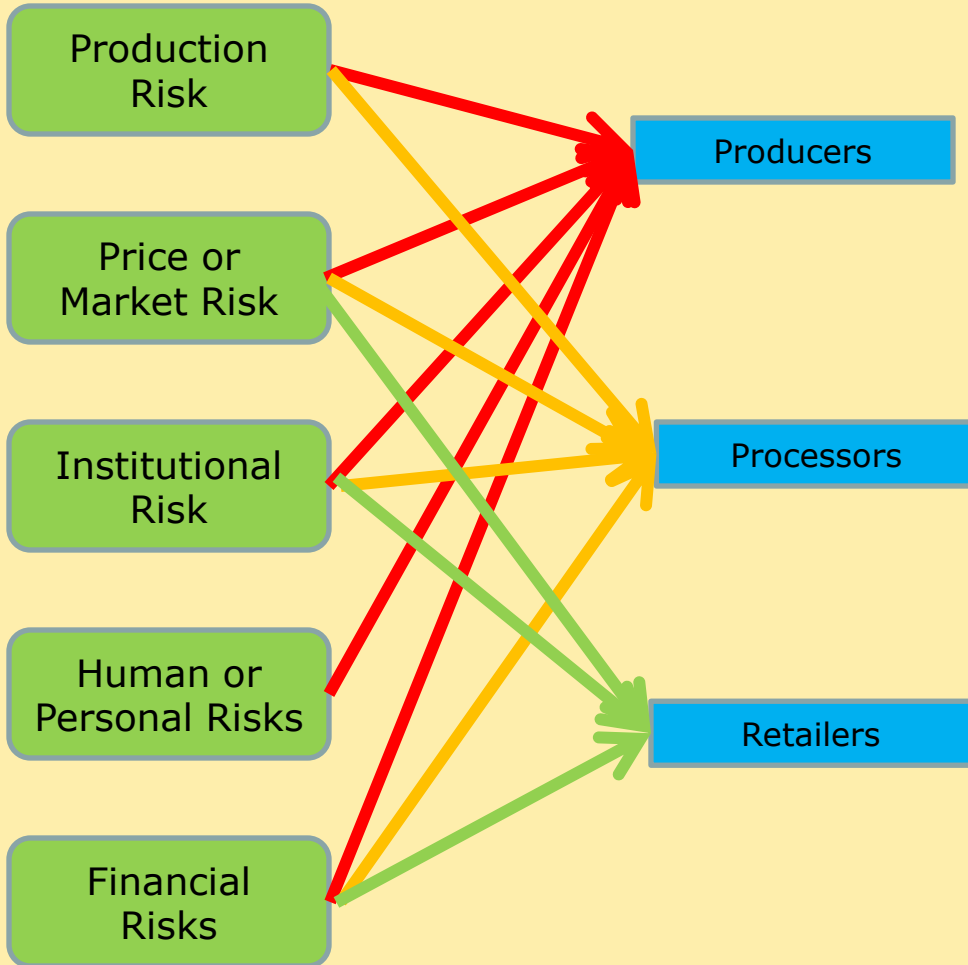 Production
Risk
Price or
Market Risk
Institutional
Risk
Human or
Personal Risks
Financial
Risks
Producers
Processors
Retailers